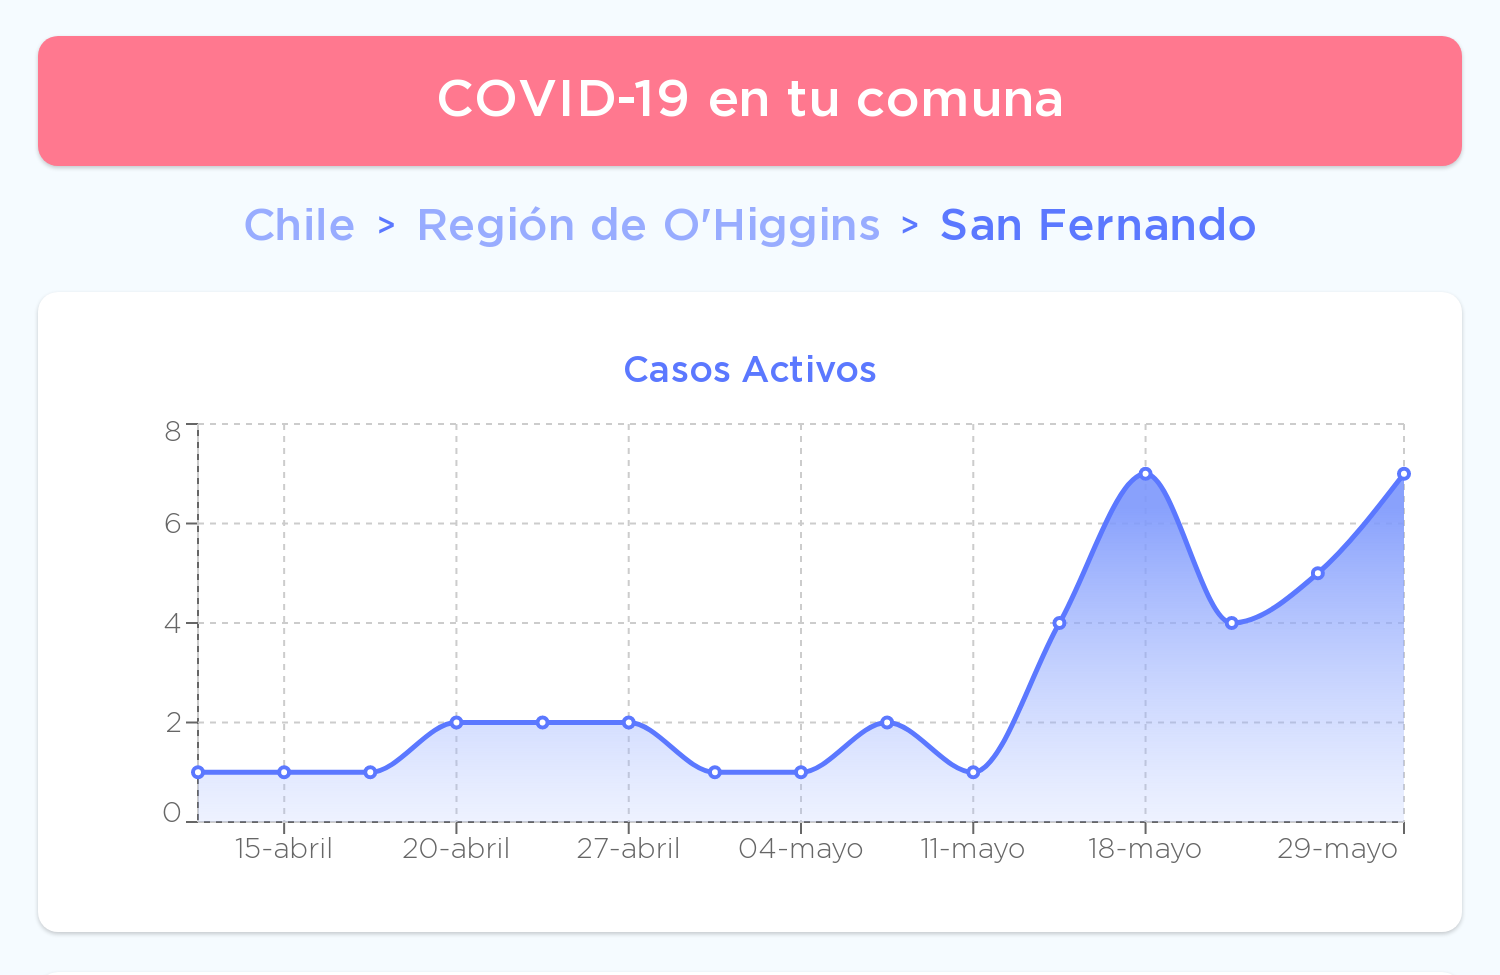 COVID-19 en tu comuna
Chile > Región de O'Higgins > San Fernando
Casos Activos
8
6
4
2
0
15-abril 20-abril 27-abril 04-mayo 11-mayo 18-mayo 29-mayo